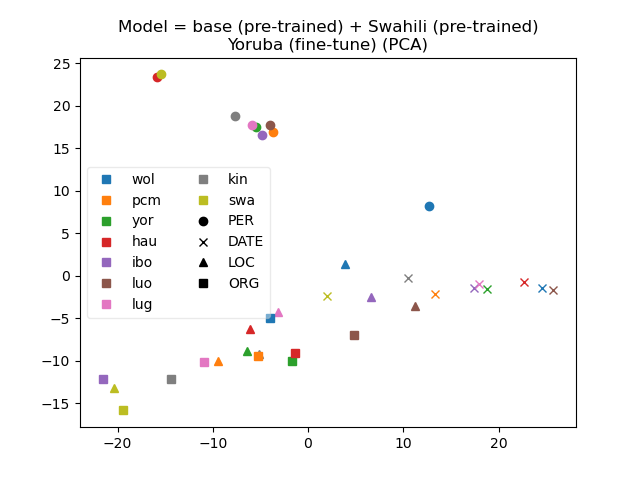 Model = base (pre-trained) + Swahili (pre-trained)
Yoruba (fine-tune) (PCA)
25
20
15
10
5
0
−5
−10
−15
wol kin
pcm swa
yor PER
hau DATE
ibo LOC
luo ORG
lug
−20 −10 0 10 20